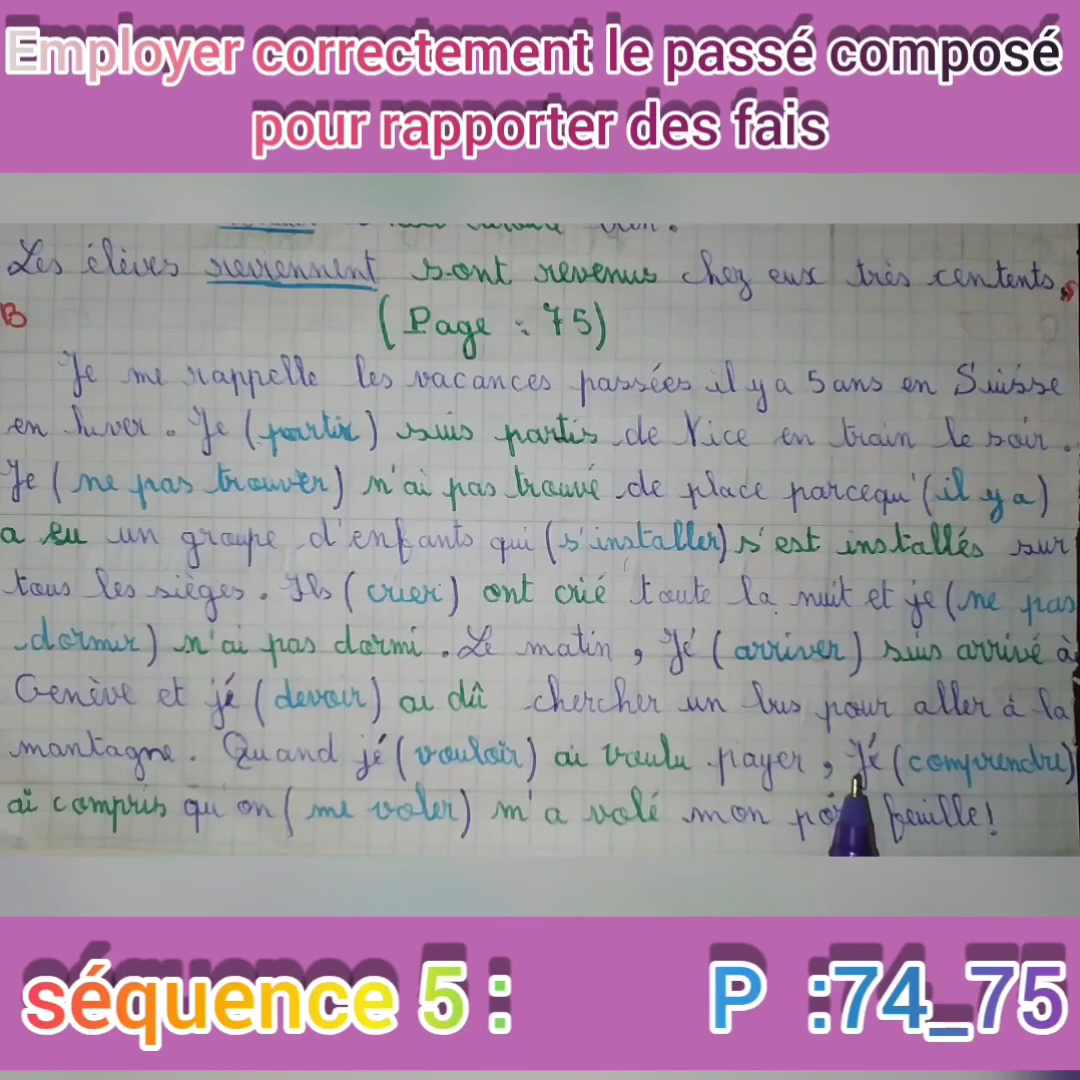 Employer correctement le passé composé
pour rapporter des fais
Les élèves reviennent sont revenus chez eux très contents.
B
(Page : 75)
Je me rappelle les vacances passées il y a 5 ans en Suisse
en hiver. Je (partir) suis partis de Nice en train le soir.
Je (ne pas trouver) n'ai pas trouvé de place parcequ'(il y a)
a eu un groupe d'enfants qui (s'installer) s'est installés sur
tous les sièges. Ils (crier) ont crié toute la nuit et je (ne pas
dormir) n'ai pas dormi. Le matin, Jé (arriver) suis arrivé à
Genève et jé (devoir) ai dû chercher un bus pour aller à la
montagne. Quand jé (vouloir) ai voulu payer, Jé (comprendre)
ai compris qu'on (me voler) m'a volé mon feuille!
séquence 5 : P :74_75